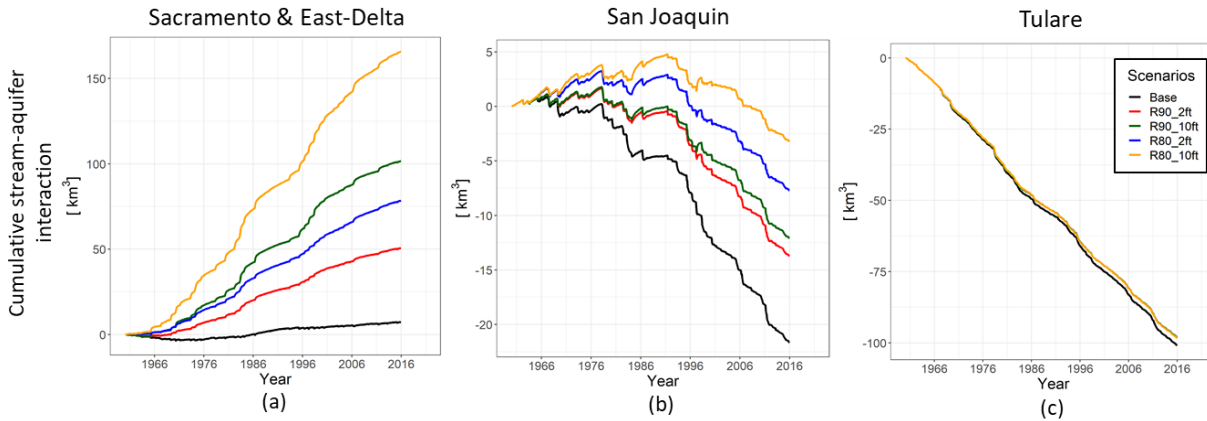 Sacramento & East-Delta
San Joaquin
Tulare
Cumulative stream-aquifer
interaction
[ km3]
150
100
50
0
1966 1976 1986 1996 2006 2016
Year
(a)
[ km3]
5
0
-5
-10
-15
-20
1966 1976 1986 1996 2006 2016
Year
(b)
[ km3]
0
-25
-50
-75
-100
1966 1976 1986 1996 2006 2016
Year
(c)
Scenarios
Base
R90_2ft
R90_10ft
R80_2ft
R80_10ft